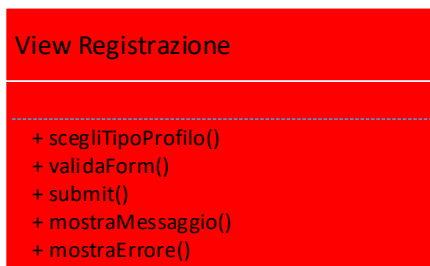 View Registrazione
+ scegliTipoProfilo()
+ validaForm()
+ submit()
+ mostraMessaggio()
+ mostraErrore()